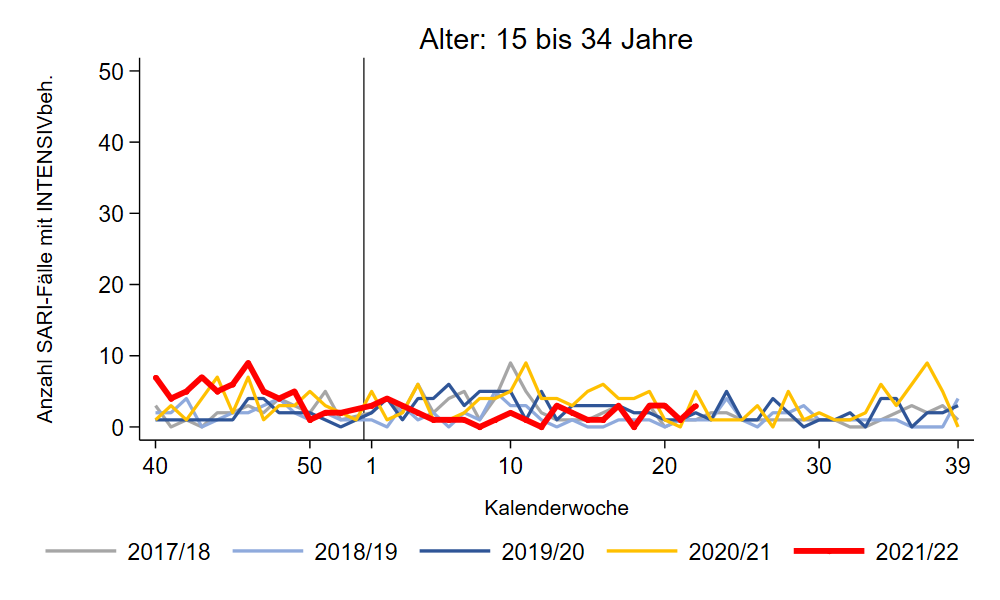 Alter: 15 bis 34 Jahre
Anzahl SARI-Fälle mit INTENSIVbeh.
50
40
30
20
10
0
40 50 1 10 20 30 39
Kalenderwoche
2017/18 2018/19 2019/20 2020/21 2021/22